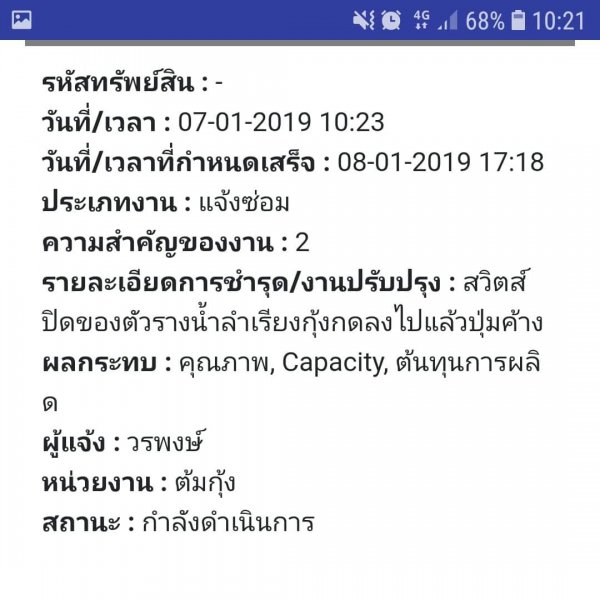 4G 68% 10:21
รหัสทรัพย์สิน : -
วันที่/เวลา : 07-01-2019 10:23
วันที่/เวลาที่กำหนดเสร็จ : 08-01-2019 17:18
ประเภทงาน : แจ้งซ่อม
ความสำคัญของงาน : 2
รายละเอียดการชำรุด/งานปรับปรุง : สวิตส์
ปิดของตัวรางน้ำลำเรียงกุ้งกดลงไปแล้วปุ่มค้าง
ผลกระทบ : คุณภาพ, Capacity, ต้นทุนการผลิ
ด
ผู้แจ้ง : วรพงษ์
หน่วยงาน : ต้มกุ้ง
สถานะ : กำลังดำเนินการ